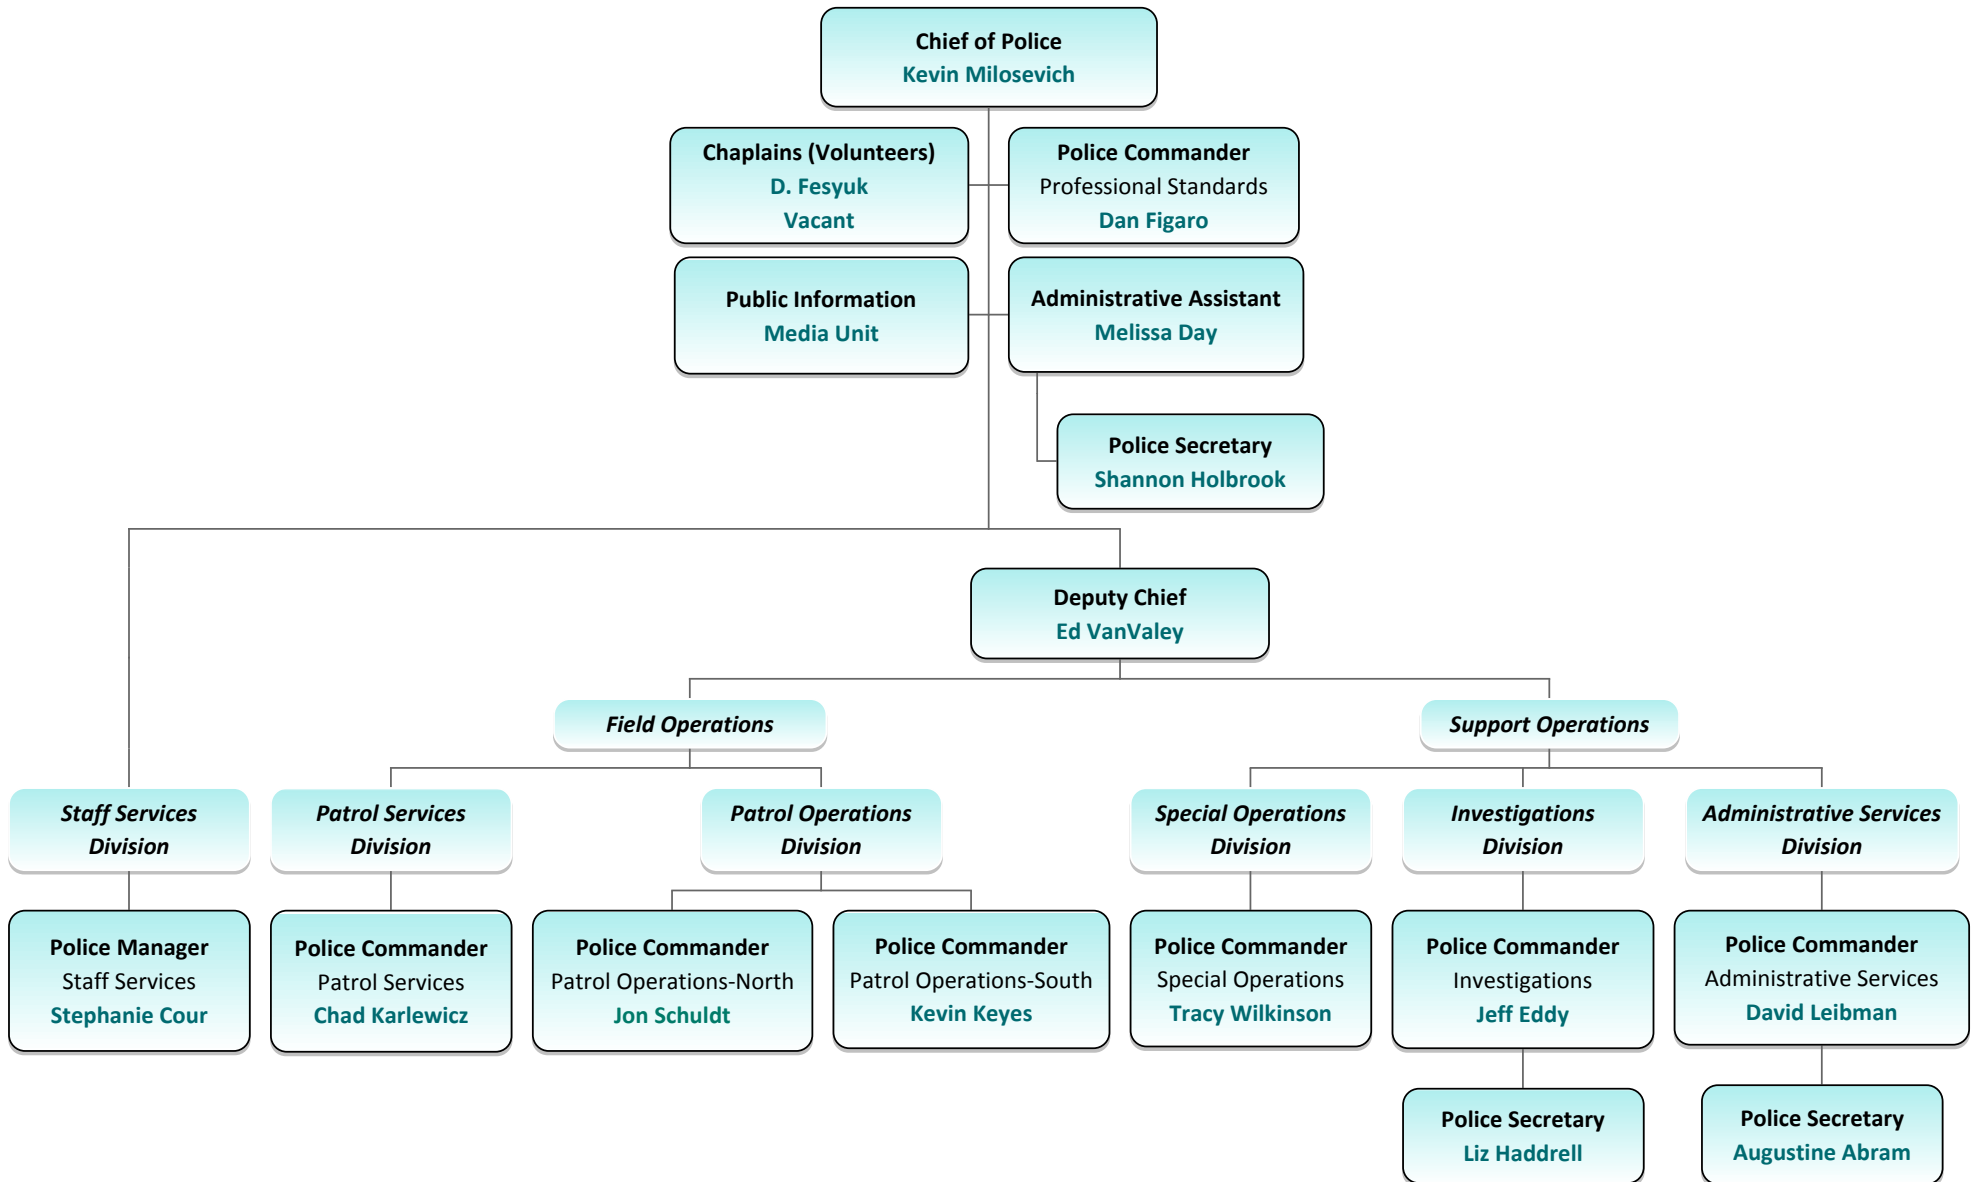 Chief of Police
Kevin Milosevich
Chaplains (Volunteers)
D. Fesyuk
Vacant
Police Commander
Professional Standards
Dan Figaro
Public Information
Media Unit
Administrative Assistant
Melissa Day
Police Secretary
Shannon Holbrook
Deputy Chief
Ed VanValey
Field Operations
Support Operations
Staff Services
Division
Patrol Services
Division
Patrol Operations
Division
Special Operations
Division
Investigations
Division
Administrative Services
Division
Police Manager
Staff Services
Stephanie Cour
Police Commander
Patrol Services
Chad Karlewicz
Police Commander
Patrol Operations-North
Jon Schuldt
Police Commander
Patrol Operations-South
Kevin Keyes
Police Commander
Special Operations
Tracy Wilkinson
Police Commander
Investigations
Jeff Eddy
Police Commander
Administrative Services
David Leibman
Police Secretary
Liz Haddrell
Police Secretary
Augustine Abram